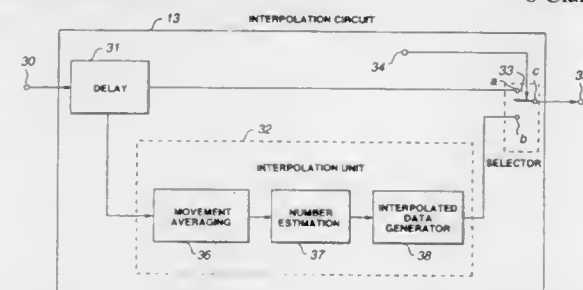 13
INTERPOLATION CIRCUIT
30
31
DELAY
34
33
a
c
b
SELECTOR
32
INTERPOLATION UNIT
MOVEMENT
AVERAGING
NUMBER
ESTIMATION
INTERPOLATED
DATA
GENERATOR
36
37
38